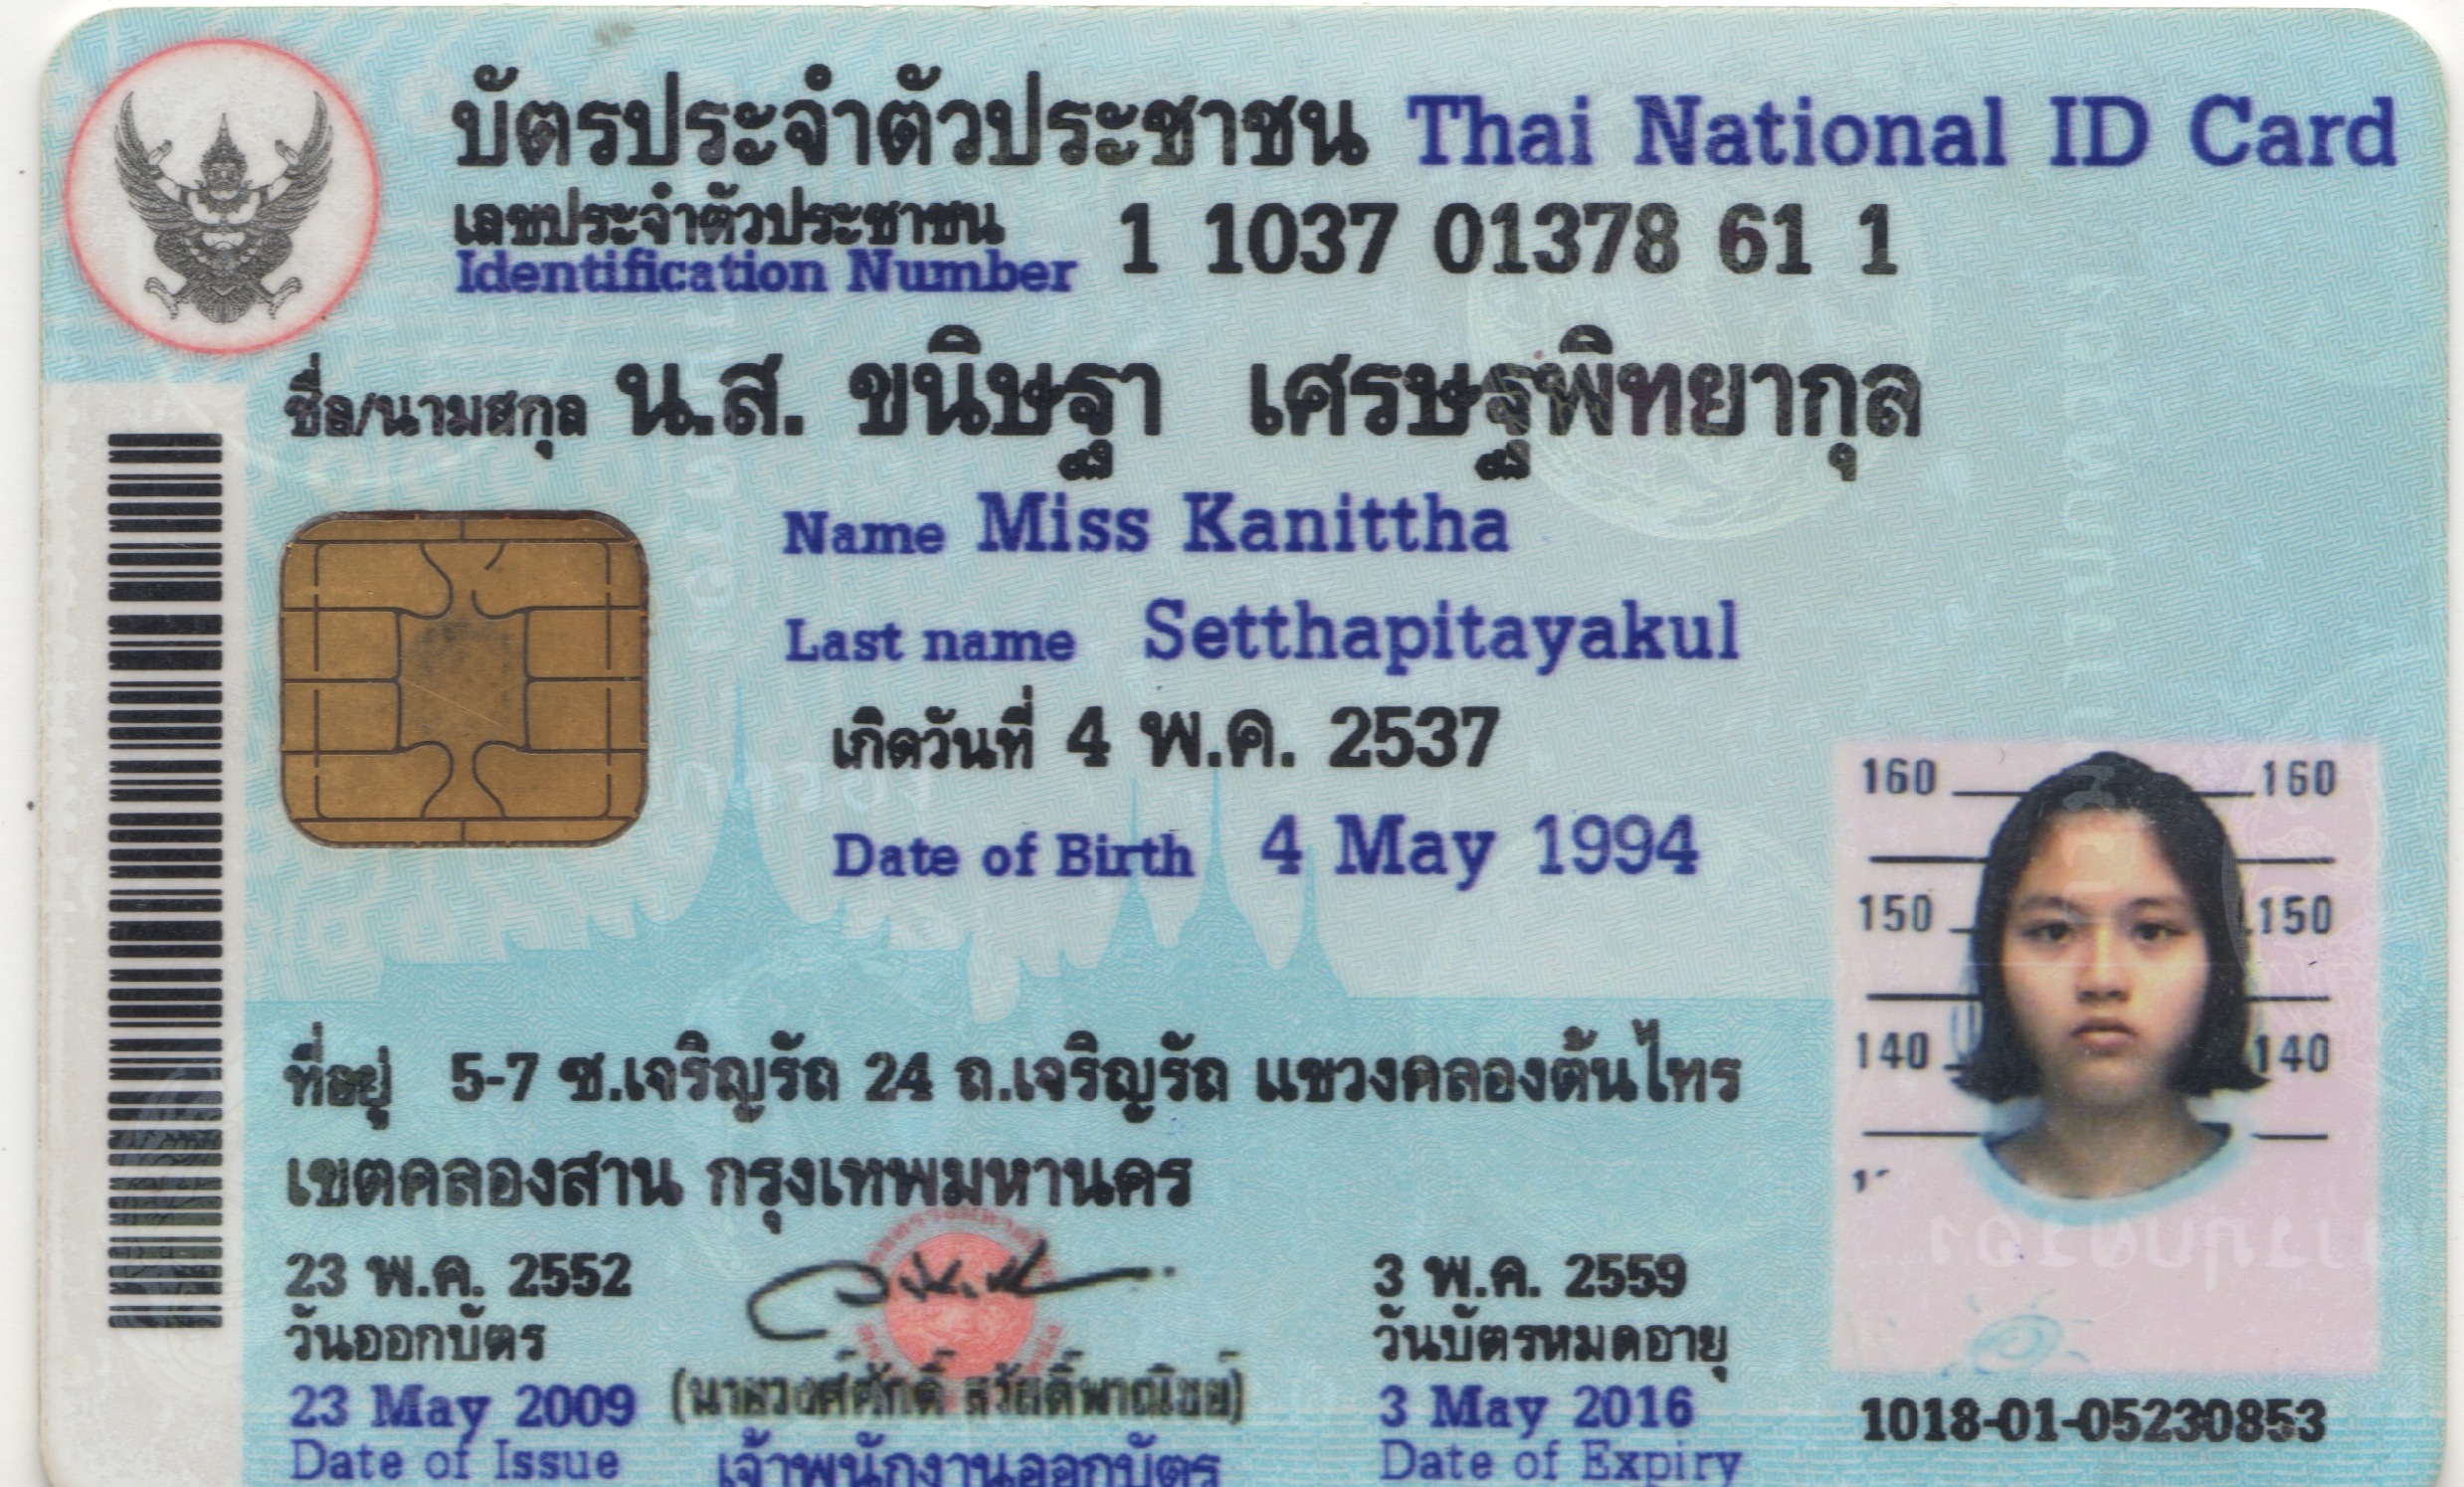 บัตรประจำตัวประชาชน Thai National ID Card
เลขประจำตัวประชาชน
Identification Number 1 1037 01378 61 1
ชื่อ/นามสกุล น.ส. ขนิษฐา เศรษฐพิทยากุล
Name Miss Kanittha
Last name Setthapitayakul
เกิดวันที่ 4 พ.ค. 2537
Date of Birth 4 May 1994
160 160
150 150
140 140
ที่อยู่ 5-7 ซ.เจริญรัถ 24 ถ.เจริญรัถ แขวงคลองต้นไทร
เขตคลองสาน กรุงเทพมหานคร
23 พ.ค. 2552
วันออกบัตร
23 May 2009
Date of Issue
(นายวงศ์ศักดิ์ สวัสดิ์พาณิชย์)
เจ้าพนักงานออกบัตร
3 พ.ค. 2559
วันบัตรหมดอายุ
3 May 2016
Date of Expiry
1018-01-05230853